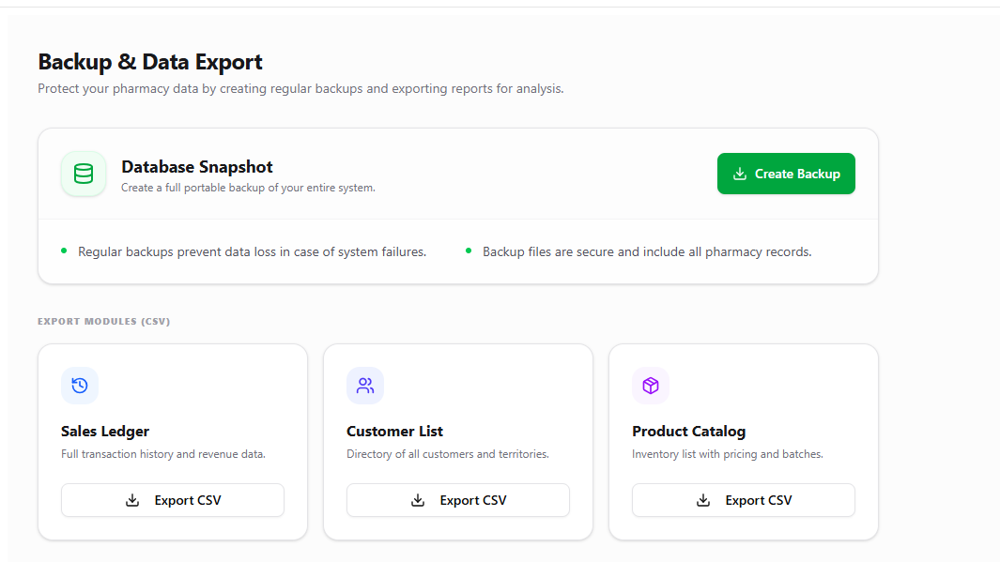 Backup & Data Export
Protect your pharmacy data by creating regular backups and exporting reports for analysis.
Database Snapshot
Create a full portable backup of your entire system.
Create Backup
Regular backups prevent data loss in case of system failures.
Backup files are secure and include all pharmacy records.
EXPORT MODULES (CSV)
Sales Ledger
Full transaction history and revenue data.
Export CSV
Customer List
Directory of all customers and territories.
Export CSV
Product Catalog
Inventory list with pricing and batches.
Export CSV